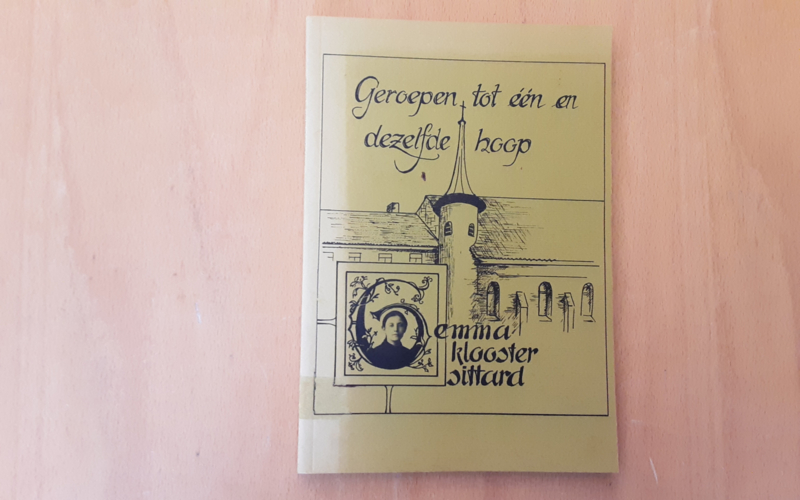 Geroepen tot één en
dezelfde hoop
Gemma
klooster
sittard